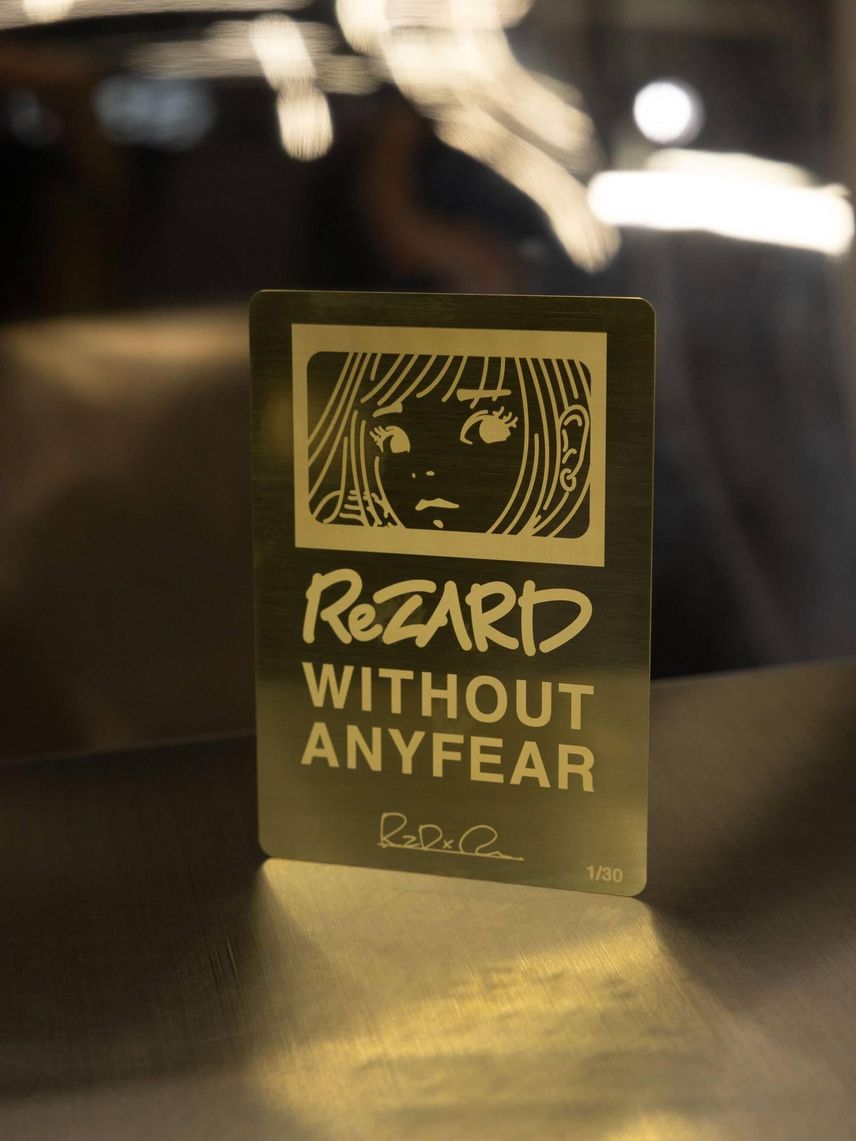 ReZARD
WITHOUT
ANYFEAR
1/30